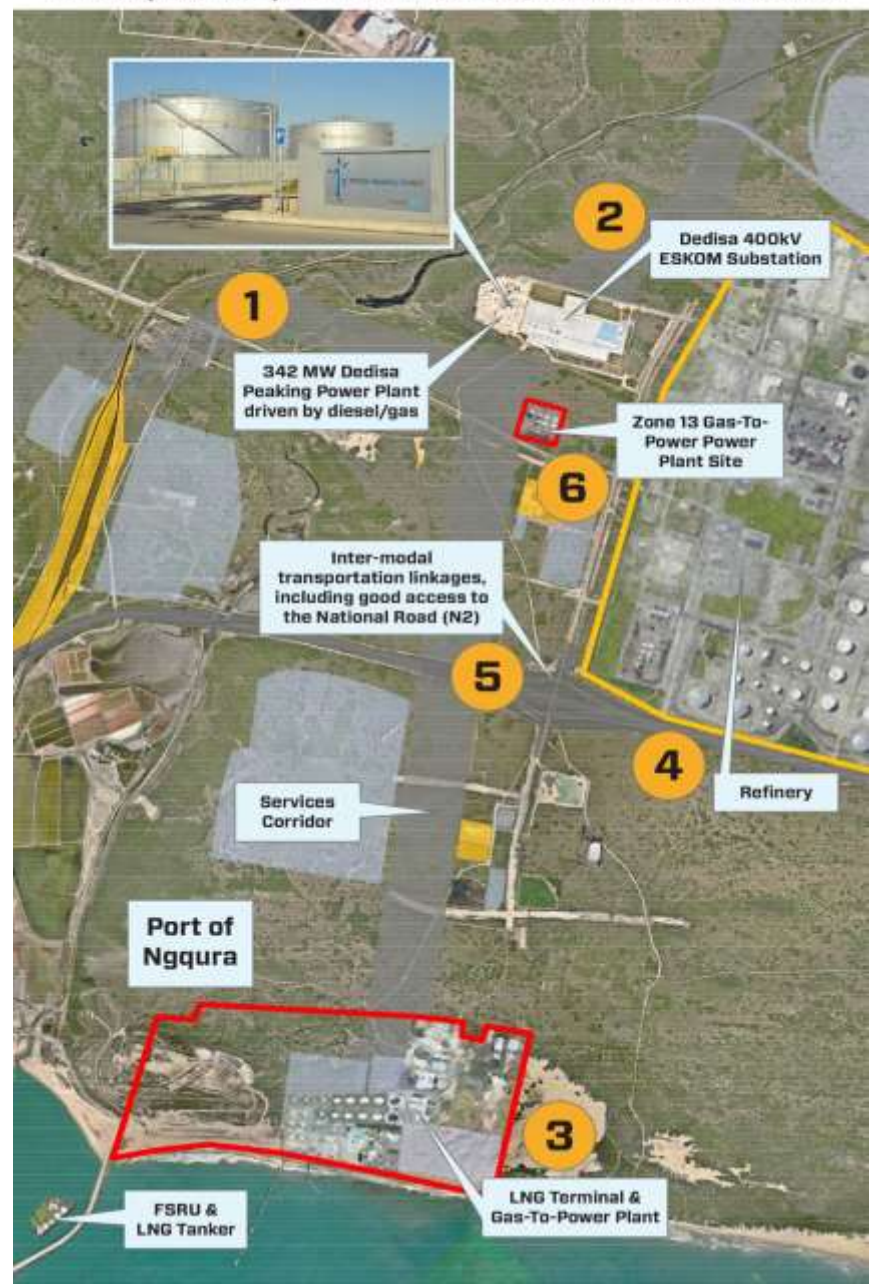 2
Dedisa 400kV
ESKOM Substation
1
342 MW Dedisa
Peaking Power Plant
driven by diesel/gas
Zone 13 Gas-To-
Power Power
Plant Site
6
Inter-modal
transportation linkages,
including good access to
the National Road (N2)
5
4
Refinery
Services
Corridor
Port of
Ngqura
3
FSRU &
LNG Tanker
LNG Terminal &
Gas-To-Power Plant